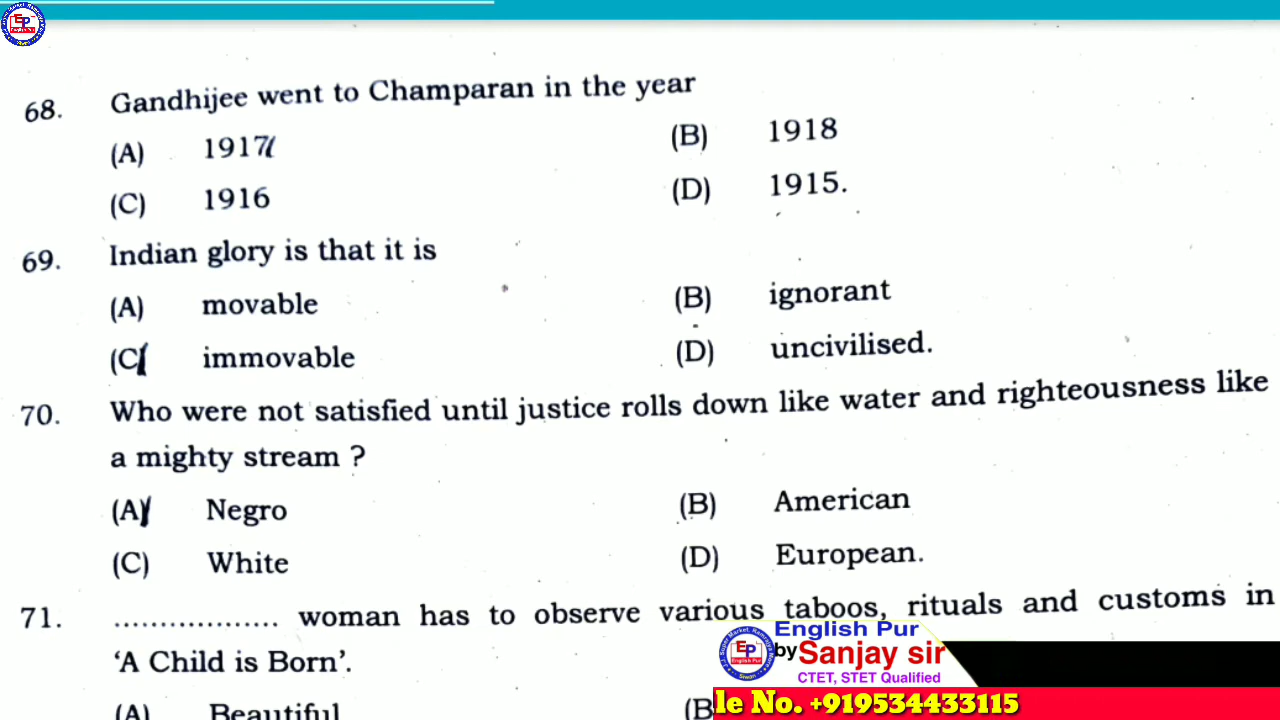 68. Gandhijee went to Champaran in the year
(A) 1917 (B) 1918
(C) 1916 (D) 1915.
69. Indian glory is that it is
(A) movable (B) ignorant
(C) immovable (D) uncivilised.
70. Who were not satisfied until justice rolls down like water and righteousness like
a mighty stream ?
(A) Negro (B) American
(C) White (D) European.
71. .................. woman has to observe various taboos, rituals and customs in
‘A Child is Born’.
(A) Beautiful (B
EP
English Pur
by Sanjay sir
CTET, STET Qualified
le No. +919534433115